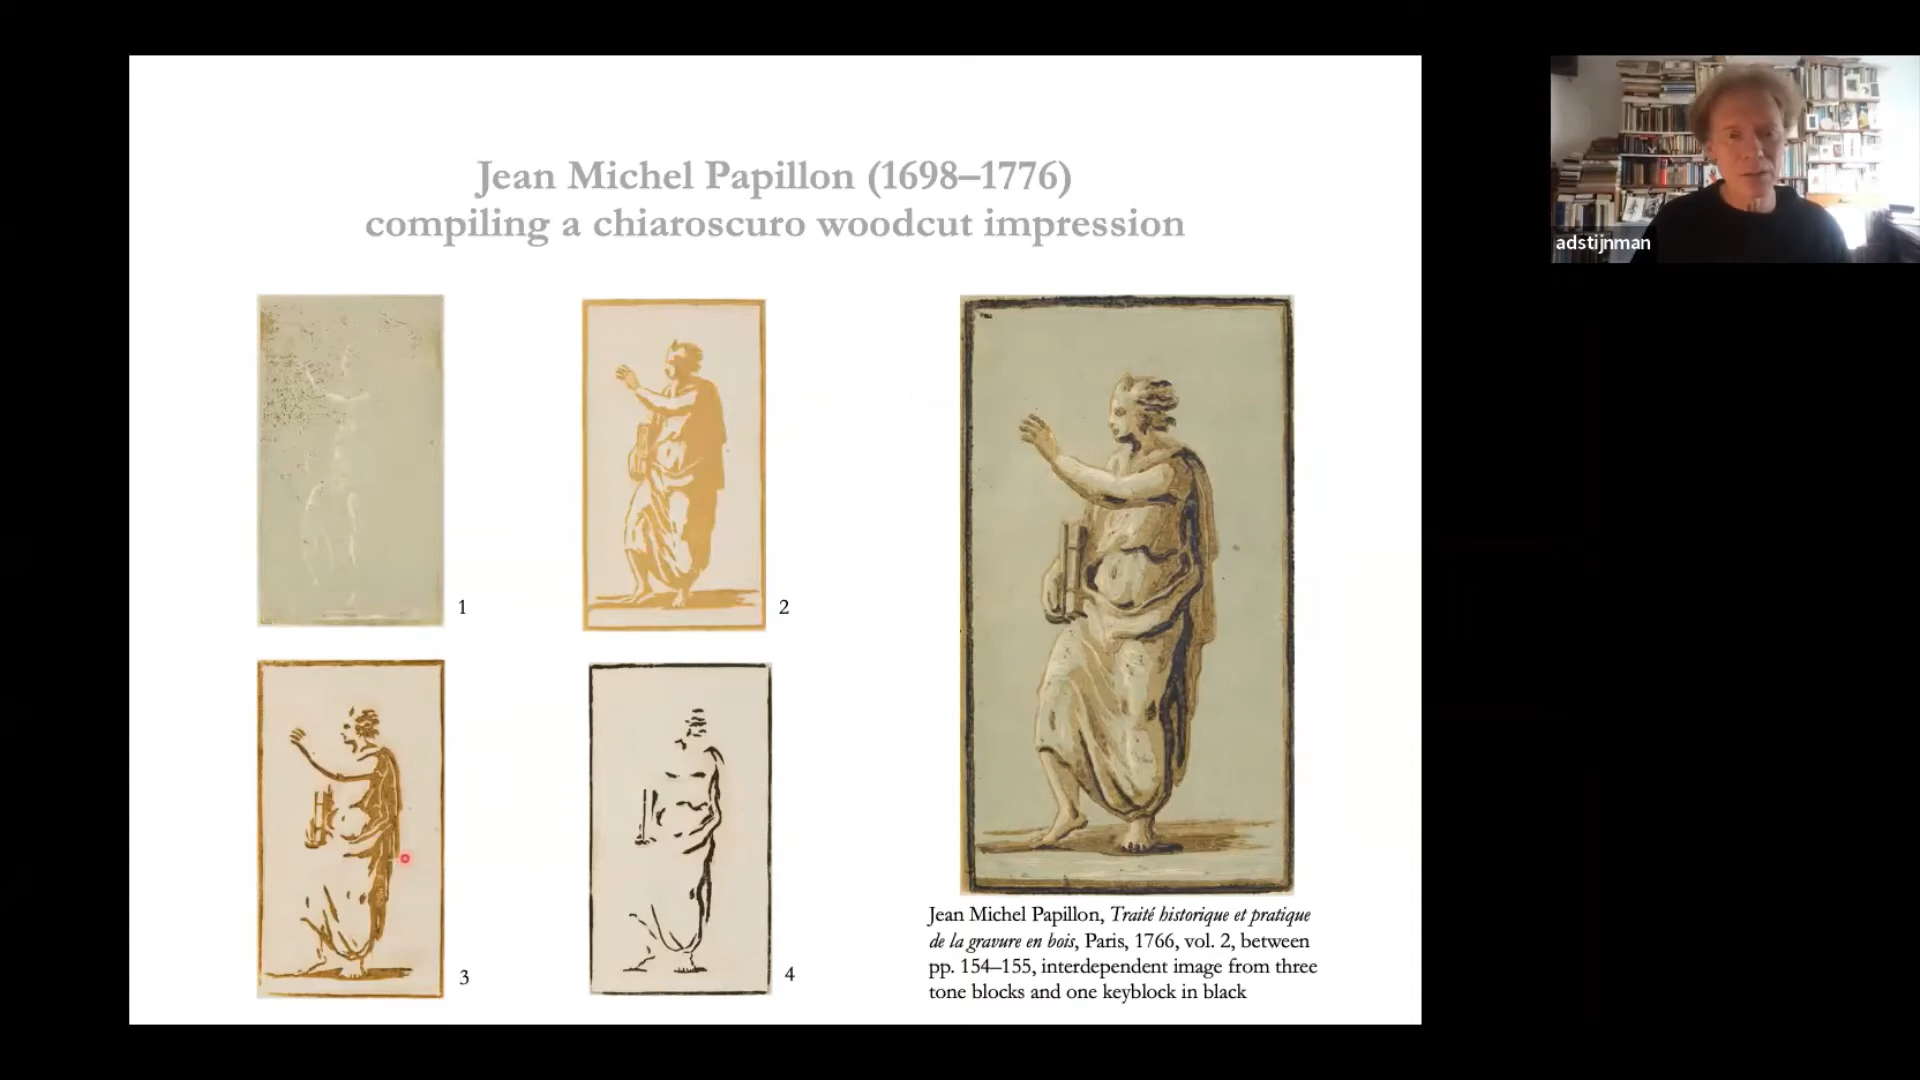 Jean Michel Papillon (1698–1776)
compiling a chiaroscuro woodcut impression
adstijnman
1
2
3
4
Jean Michel Papillon, Traité historique et pratique
de la gravure en bois, Paris, 1766, vol. 2, between
pp. 154–155, interdependent image from three
tone blocks and one keyblock in black